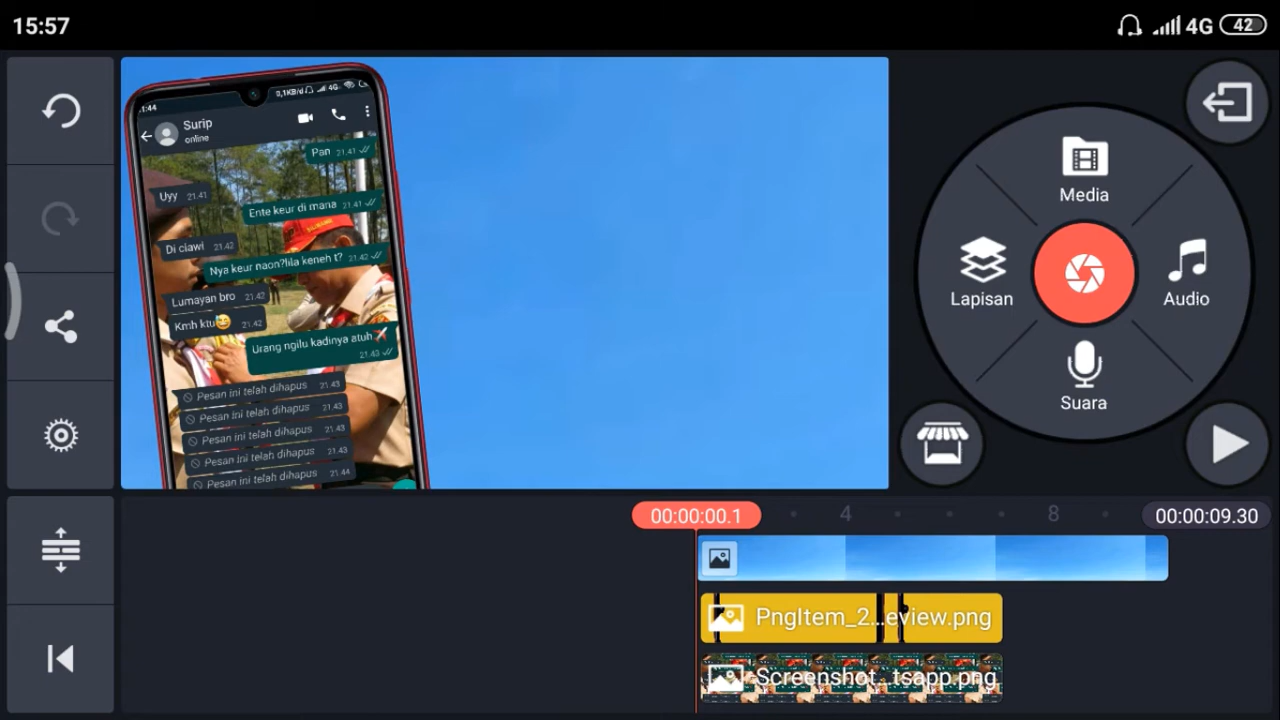 15:57
4G 42
1:44
0,1KB/d 4G
Surip
online
Pan 21.41
Uyy 21.41
Ente keur di mana 21.41
Di ciawi 21.42
Nya keur naon?lila keneh t? 21.42
Lumayan bro 21.42
Kmh ktu😅 21.42
Urang ngilu kadinya atuh✈️
21.43
Pesan ini telah dihapus 21.43
Pesan ini telah dihapus 21.43
Pesan ini telah dihapus 21.43
Pesan ini telah dihapus 21.43
Pesan ini telah dihapus 21.44
Media
Lapisan
Audio
Suara
00:00:00.1
4
8
00:00:09.30
PngItem_2...eview.png
Screenshot...tsapp.png